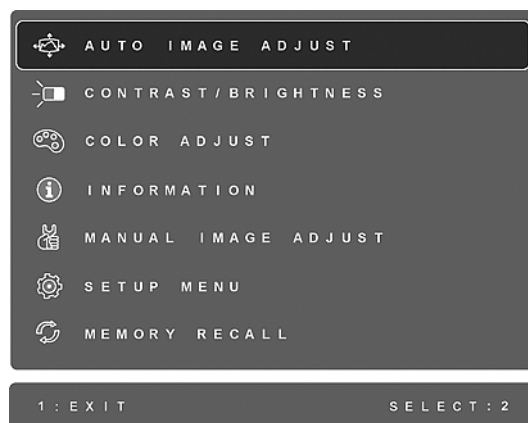 AUTO IMAGE ADJUST
CONTRAST/BRIGHTNESS
COLOR ADJUST
INFORMATION
MANUAL IMAGE ADJUST
SETUP MENU
MEMORY RECALL
1:EXIT SELECT:2